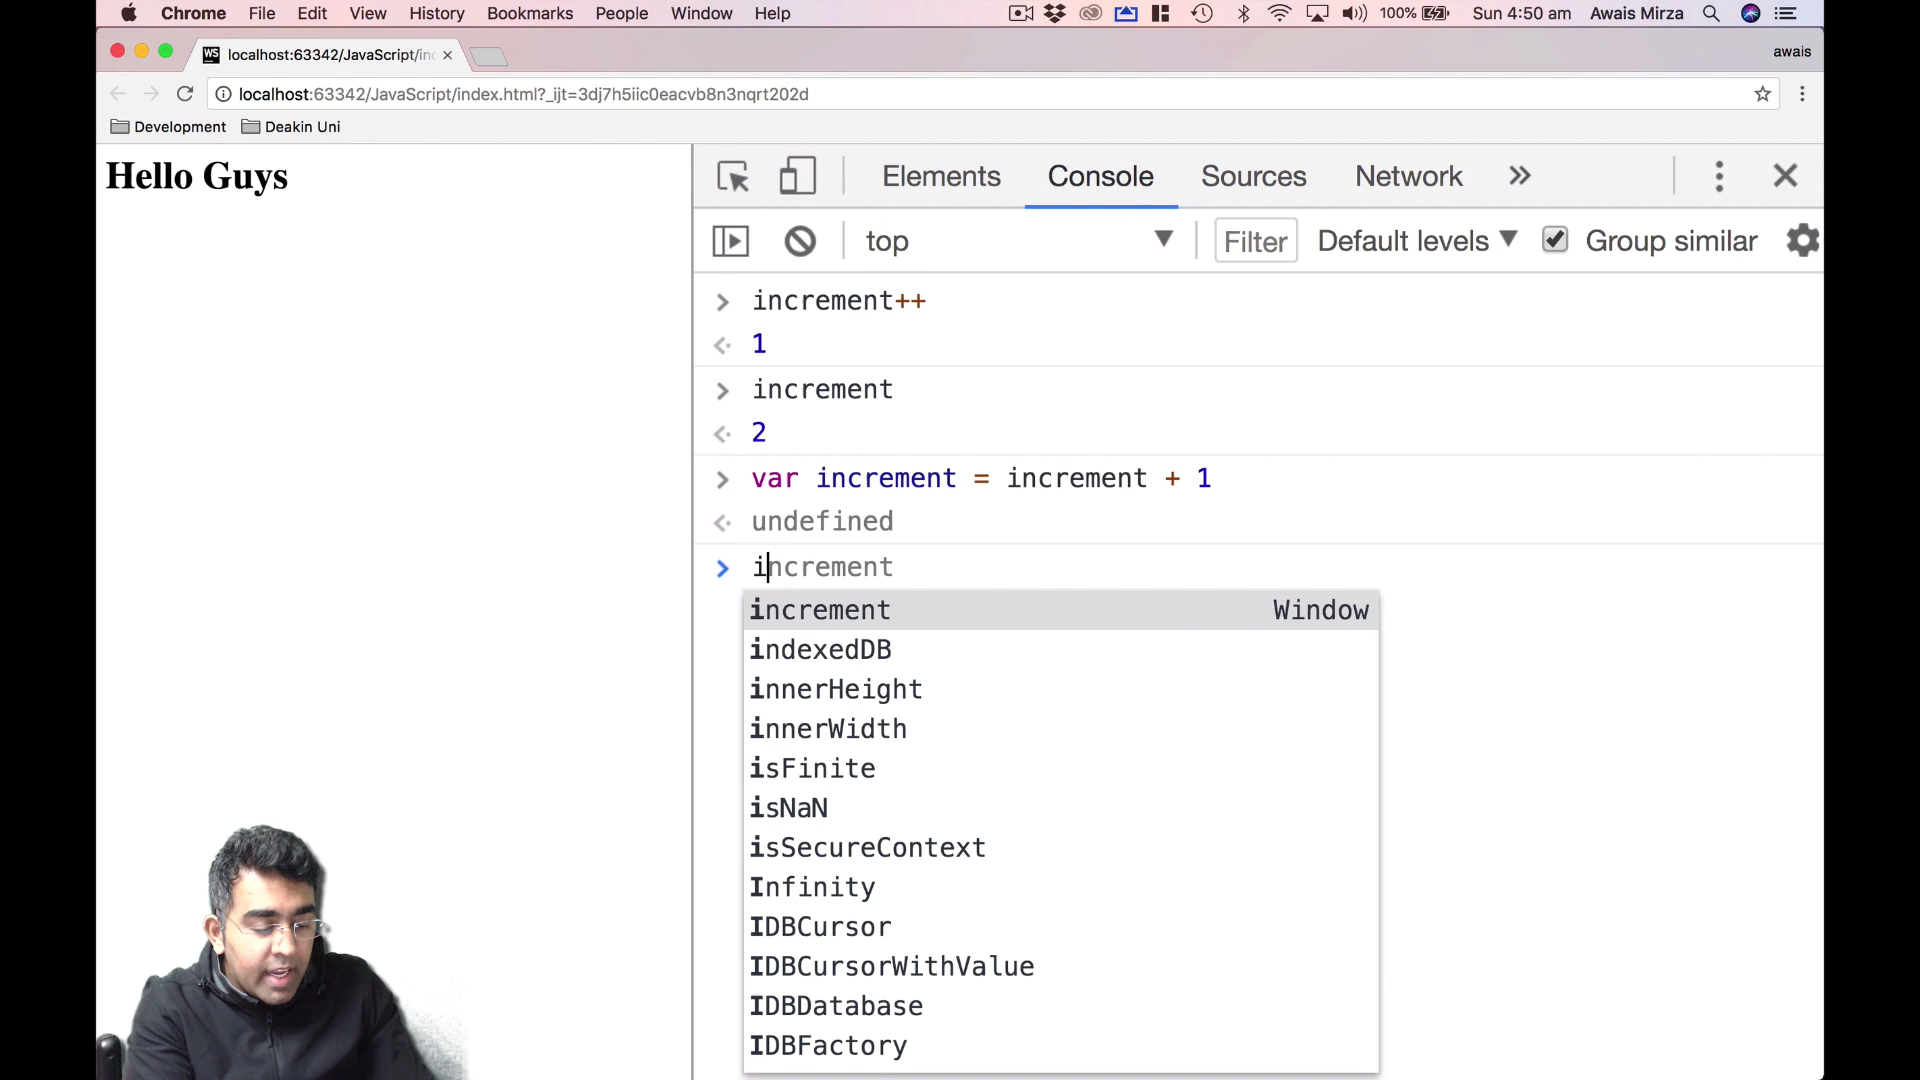 Chrome File Edit View History Bookmarks People Window Help 100% Sun 4:50 am Awais Mirza
WS localhost:63342/JavaScript/in awais
localhost:63342/JavaScript/index.html?_ijt=3dj7h5iic0eacvb8n3nqrt202d
Development Deakin Uni
Hello Guys
Elements Console Sources Network
top Filter Default levels Group similar
increment++
1
increment
2
var increment = increment + 1
undefined
increment
increment Window
indexedDB
innerHeight
innerWidth
isFinite
isNaN
isSecureContext
Infinity
IDBCursor
IDBCursorWithValue
IDBDatabase
IDBFactory